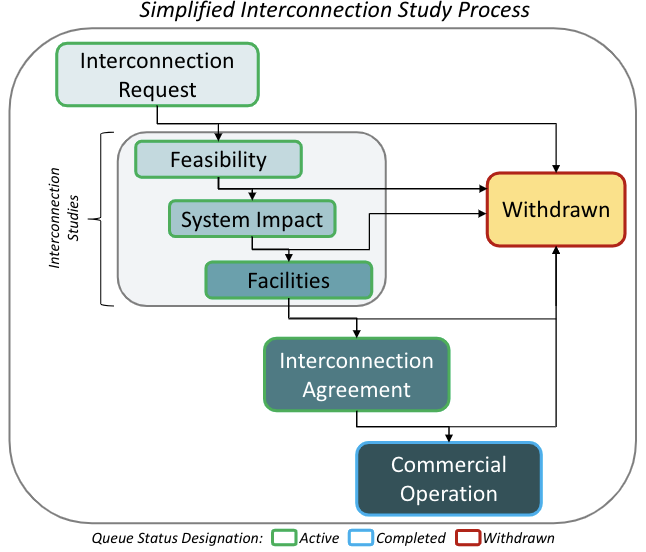 Simplified Interconnection Study Process
Interconnection
Request
Interconnection
Studies
Feasibility
System Impact
Facilities
Withdrawn
Interconnection
Agreement
Commercial
Operation
Queue Status Designation: Active Completed Withdrawn